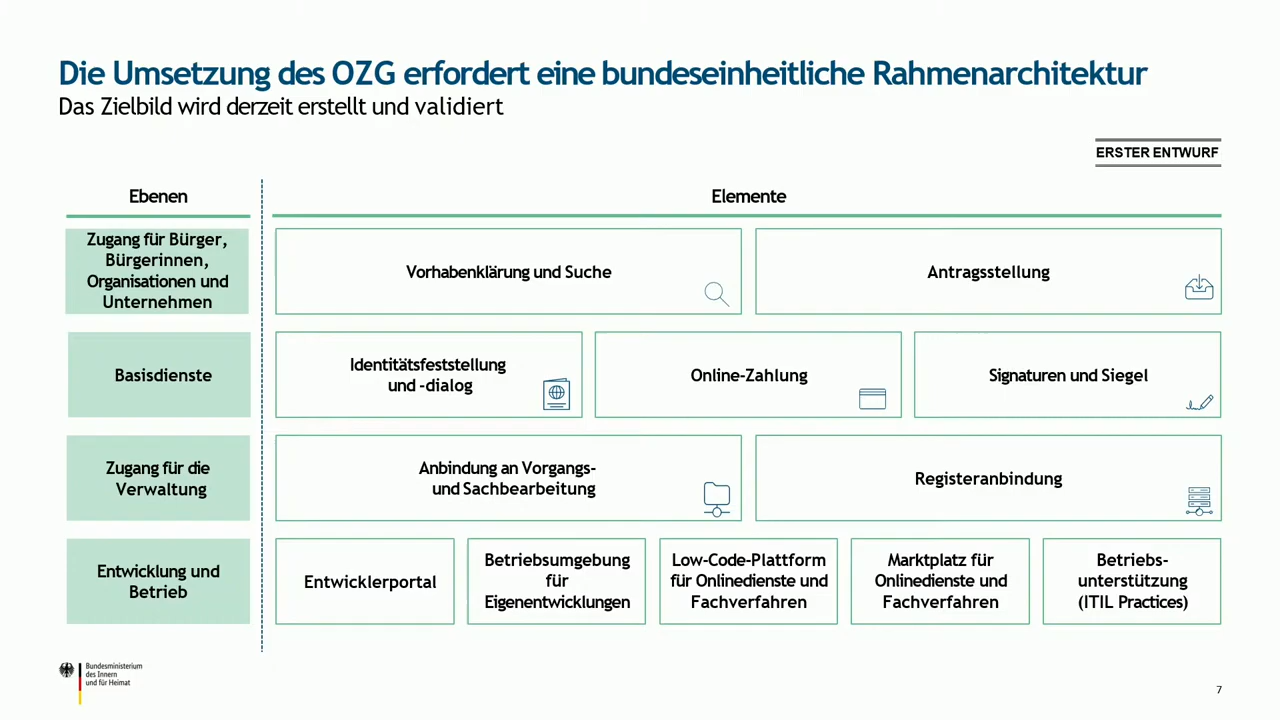 Die Umsetzung des OZG erfordert eine bundeseinheitliche Rahmenarchitektur
Das Zielbild wird derzeit erstellt und validiert
ERSTER ENTWURF
Ebenen
Elemente
Zugang für Bürger,
Bürgerinnen,
Organisationen und
Unternehmen
Vorhabenklärung und Suche
Antragsstellung
Basisdienste
Identitätsfeststellung
und -dialog
Online-Zahlung
Signaturen und Siegel
Zugang für die
Verwaltung
Anbindung an Vorgangs-
und Sachbearbeitung
Registeranbindung
Entwicklung und
Betrieb
Entwicklerportal
Betriebsumgebung
für
Eigenentwicklungen
Low-Code-Plattform
für Onlinedienste und
Fachverfahren
Marktplatz für
Onlinedienste und
Fachverfahren
Betriebs-
unterstützung
(ITIL Practices)
Bundesministerium
des Innern
und für Heimat
7